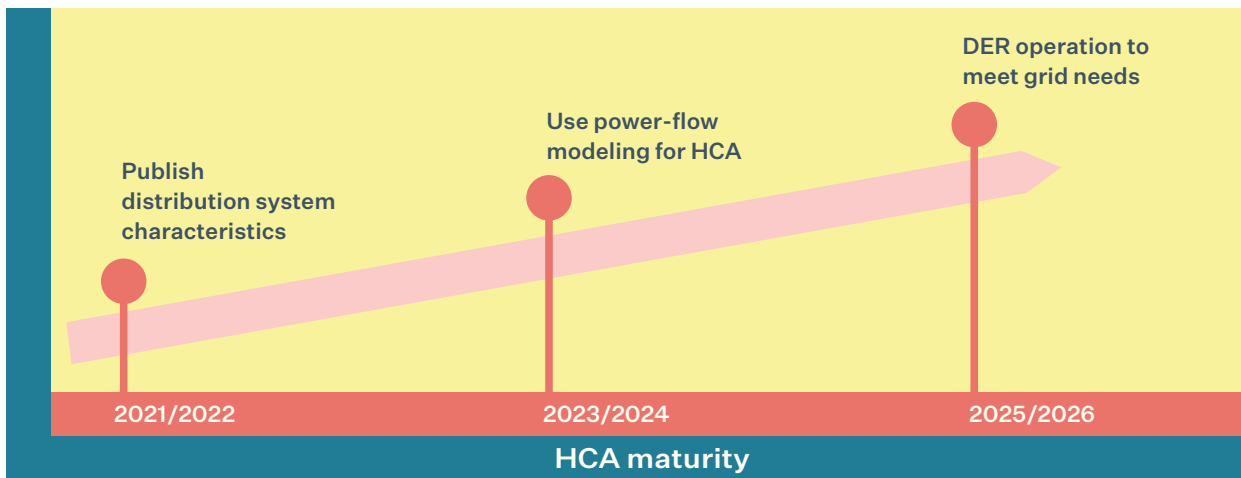 DER operation to
meet grid needs
Use power-flow
modeling for HCA
Publish
distribution system
characteristics
2021/2022
2023/2024
2025/2026
HCA maturity